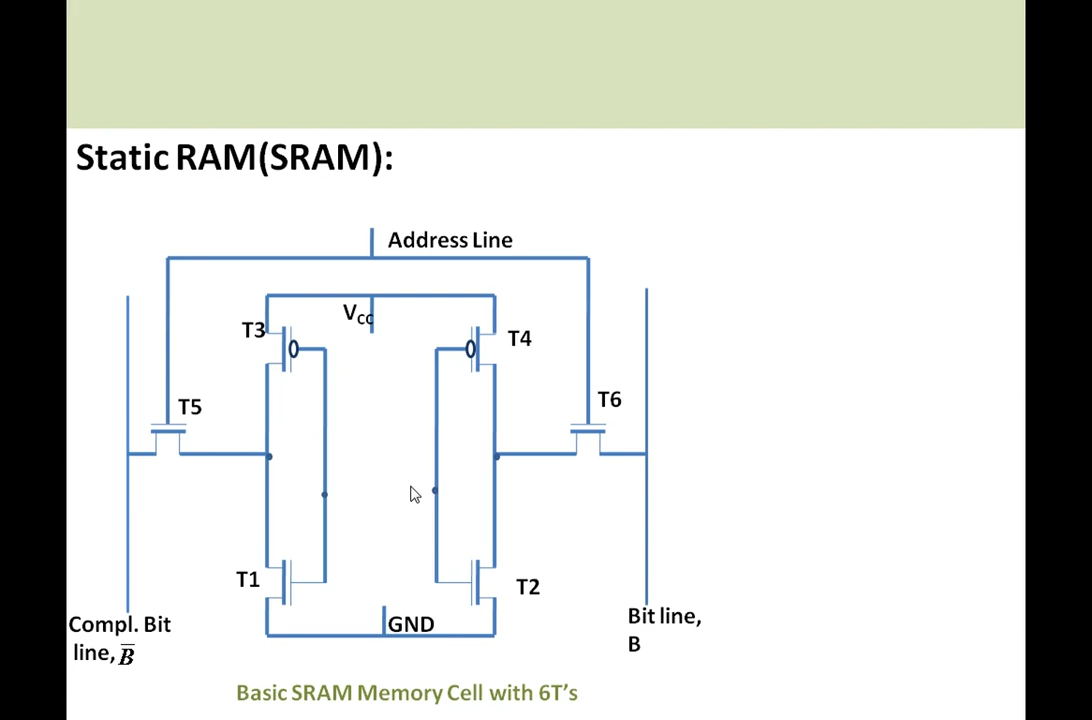 Static RAM(SRAM):
Address Line
Vcc
T3
T4
T5
T6
T1
T2
GND
Compl. Bit
line, B̅
Bit line,
B
Basic SRAM Memory Cell with 6T’s